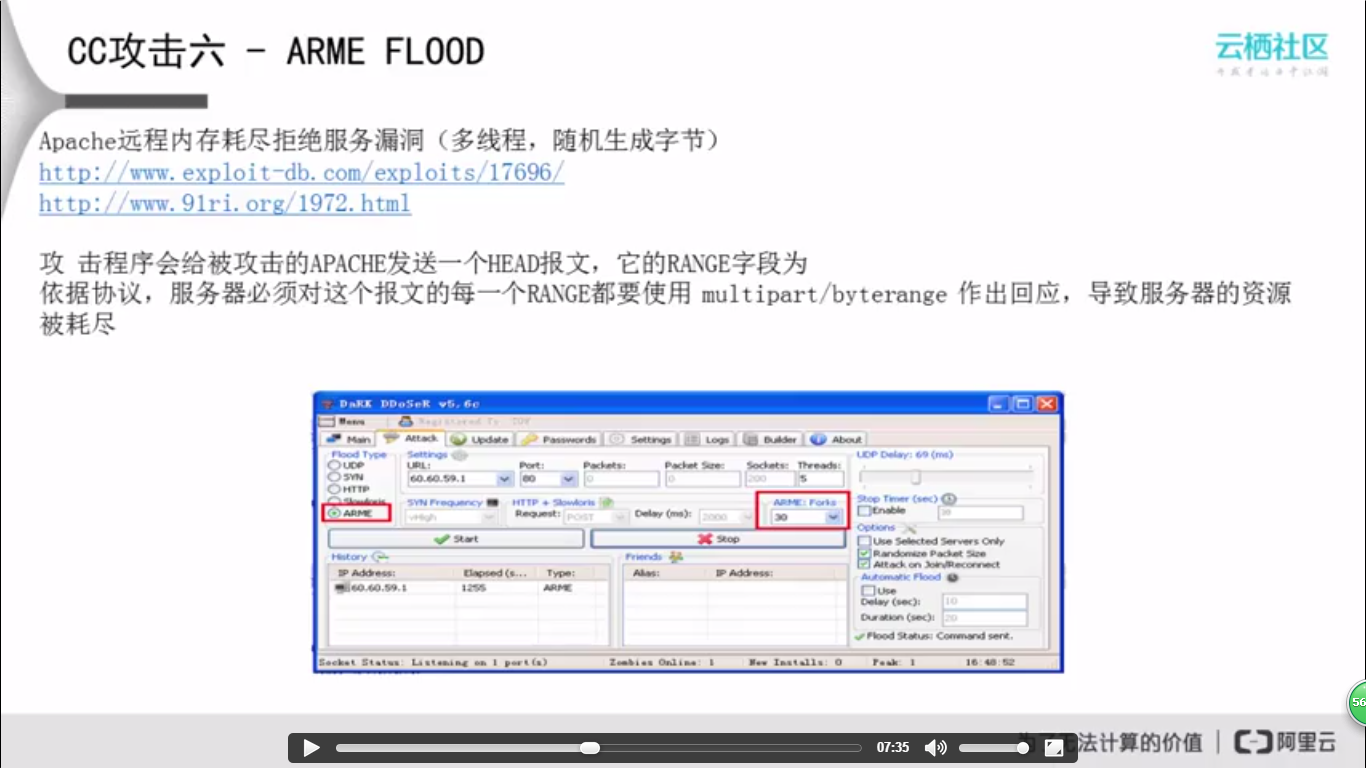 CC攻击六 - ARME FLOOD
云栖社区
Apache远程内存耗尽拒绝服务漏洞（多线程，随机生成字节）
http://www.exploit-db.com/exploits/17696/
http://www.91ri.org/1972.html
攻 击程序会给被攻击的APACHE发送一个HEAD报文，它的RANGE字段为
依据协议，服务器必须对这个报文的每一个RANGE都要使用 multipart/byterange 作出回应，导致服务器的资源
被耗尽
DaRK DDoSeR v5.6c
Menu
Main Attack Update Passwords Settings Logs Builder About
Flood Type
UDP
SYN
HTTP
Slowloris
ARME
Settings
URL: Port: Packets: Packet Size: Sockets: Threads:
60.60.59.1 80 0 0 200 5
SYN Frequency HTTP + Slowloris ARME: Forks
vHigh Request: POST Delay (ms): 2000 30
Start Stop
UDP Delay: 69 (ms)
Stop Timer (sec)
Enable
Options
Use Selected Servers Only
Randomize Packet Size
Attack on Join/Reconnect
Automatic Flood
Use
Delay (sec): 10
Duration (sec): 20
Flood Status: Command sent.
History Friends
IP Address: Elapsed (s... Type: Alias: IP Address:
60.60.59.1 1255 ARME
Socket Status: Listening on 1 port(s) Zombies Online: 1 New Installs: 0 Peak: 1 16:48:52
56
07:35
无法计算的价值 阿里云